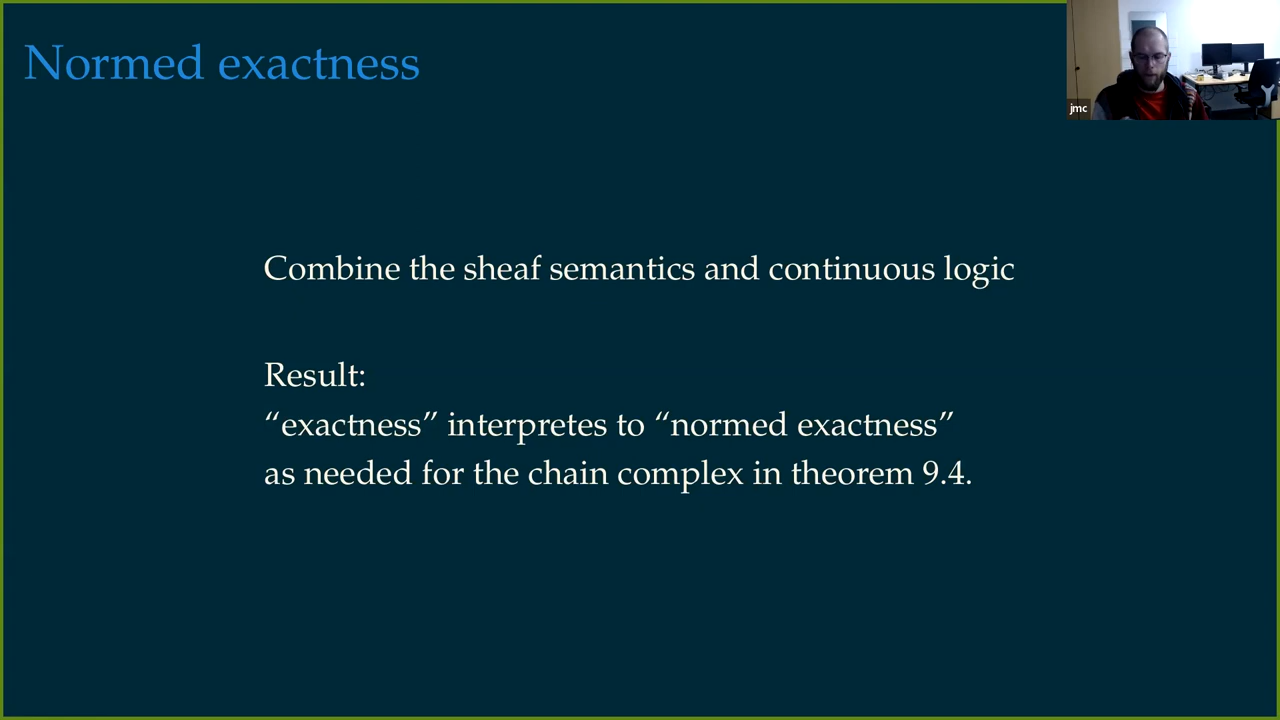 Normed exactness
jmc
Combine the sheaf semantics and continuous logic
Result:
“exactness” interpretes to “normed exactness”
as needed for the chain complex in theorem 9.4.